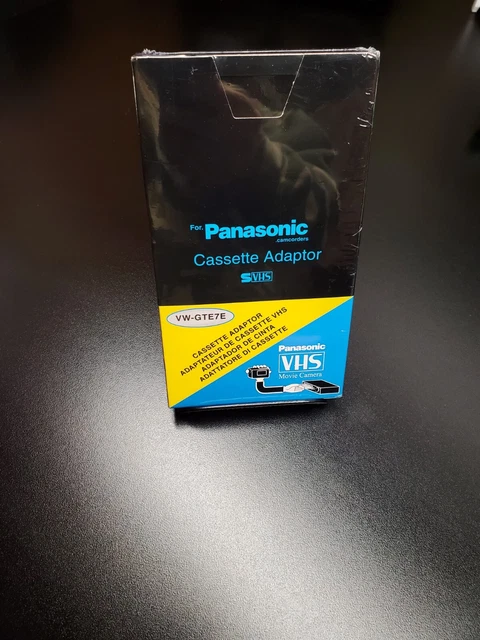 For. Panasonic
.camcorders
Cassette Adaptor
SVHS
VW-GTE7E
CASSETTE ADAPTOR
ADAPTATEUR DE CASSETTE VHS
ADAPTADOR DE CINTA
ADATTATORE DI CASSETTE
Panasonic
VHS
Movie Camera